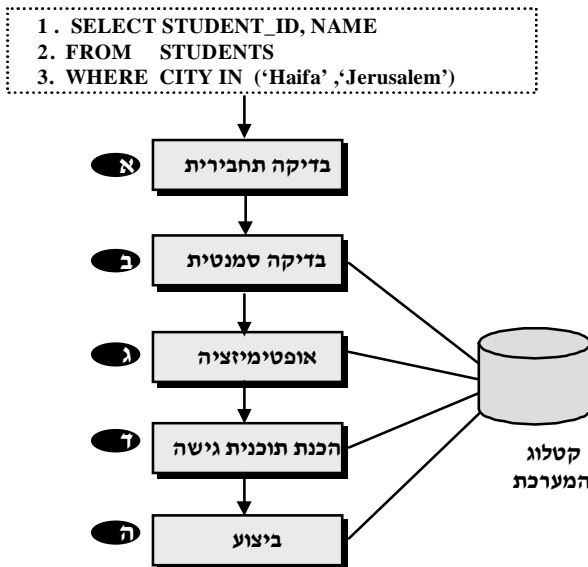 1. SELECT STUDENT_ID, NAME
2. FROM STUDENTS
3. WHERE CITY IN (‘Haifa’ ,‘Jerusalem’)
א
בדיקה תחבירית
ב
בדיקה סמנטית
ג
אופטימיזציה
ד
הכנת תוכנית גישה
ה
ביצוע
קטלוג
המערכת